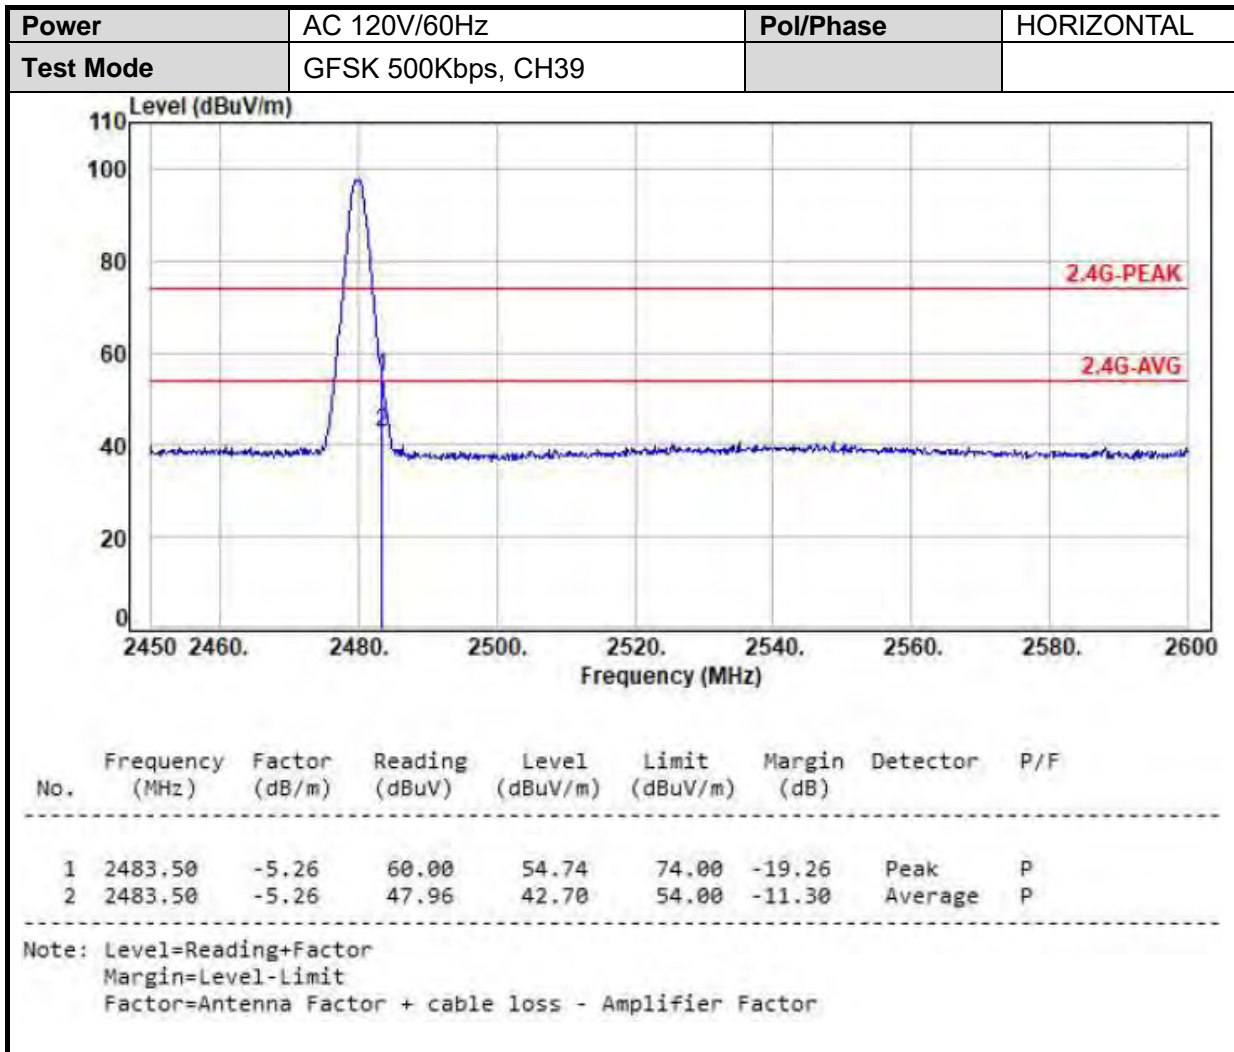 Power AC 120V/60Hz Pol/Phase HORIZONTAL
Test Mode GFSK 500Kbps, CH39
Level (dBuV/m)
110
100
80
2.4G-PEAK
60
2.4G-AVG
2
40
20
0
2450 2460. 2480. 2500. 2520. 2540. 2560. 2580. 2600
Frequency (MHz)
Frequency Factor Reading Level Limit Margin Detector P/F
No. (MHz) (dB/m) (dBuV) (dBuV/m) (dBuV/m) (dB)
1 2483.50 -5.26 60.00 54.74 74.00 -19.26 Peak P
2 2483.50 -5.26 47.96 42.70 54.00 -11.30 Average P
Note: Level=Reading+Factor
Margin=Level-Limit
Factor=Antenna Factor + cable loss - Amplifier Factor